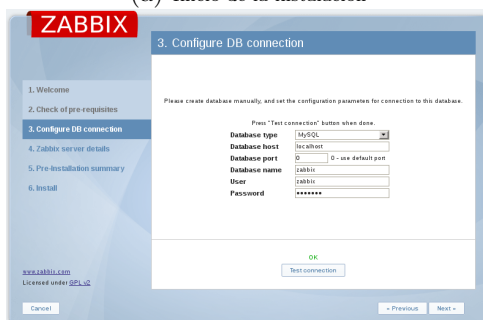 (a) Inicio de la instalación
ZABBIX
3. Configure DB connection
1. Welcome
2. Check of pre-requisites
3. Configure DB connection
4. Zabbix server details
5. Pre-Installation summary
6. Install
Please create database manually, and set the configuration parameters for connection to this database.
Press "Test connection" button when done.
Database type MySQL
Database host localhost
Database port 0 0 - use default port
Database name zabbix
User zabbix
Password •••••••
OK
Test connection
www.zabbix.com
Licensed under GPL v2
Cancel
« Previous Next »